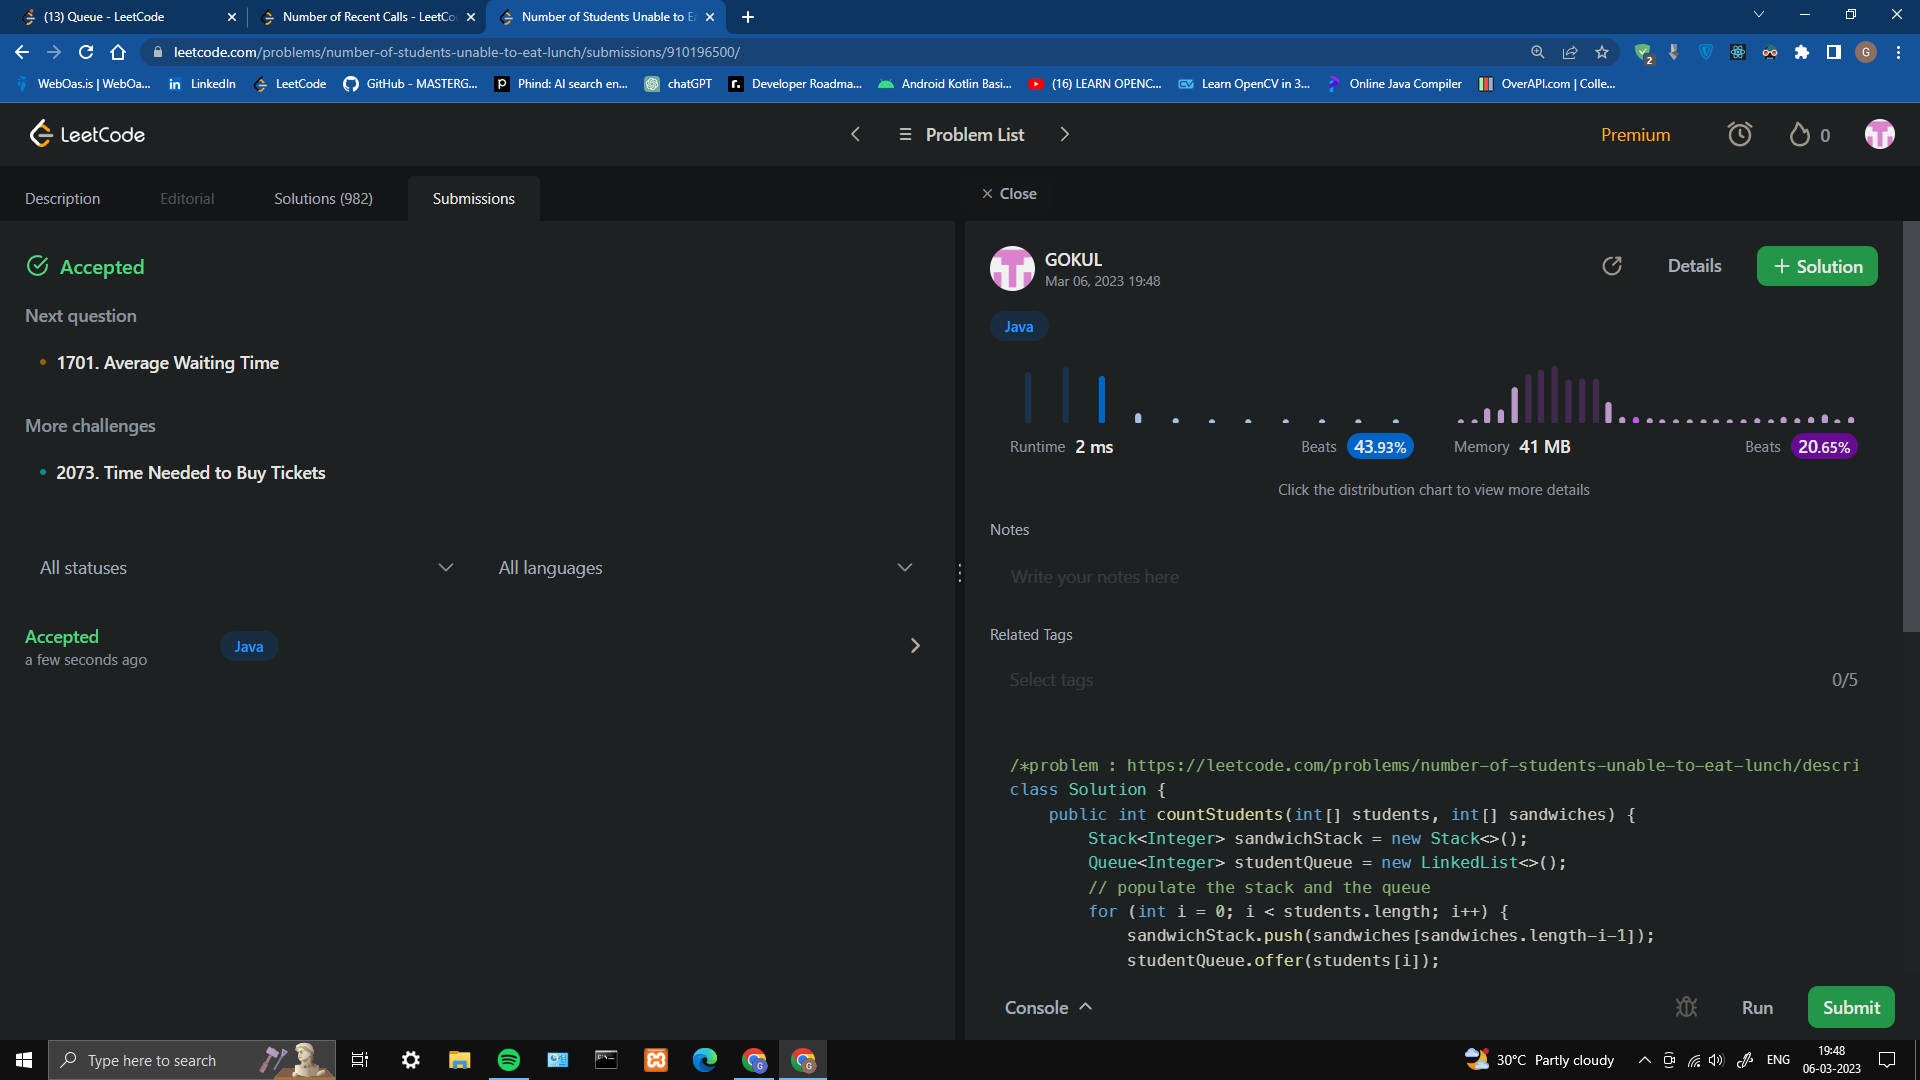 (13) Queue - LeetCode
Number of Recent Calls - LeetCo
Number of Students Unable to E
leetcode.com/problems/number-of-students-unable-to-eat-lunch/submissions/910196500/
2
G
WebOas.is | WebOa...
LinkedIn
LeetCode
GitHub - MASTERG...
Phind: AI search en...
chatGPT
Developer Roadma...
Android Kotlin Basi...
(16) LEARN OPENC...
Learn OpenCV in 3...
Online Java Compiler
OverAPI.com | Colle...
LeetCode
Problem List
Premium
0
Description
Editorial
Solutions (982)
Submissions
Close
Accepted
Next question
1701. Average Waiting Time
More challenges
2073. Time Needed to Buy Tickets
All statuses
All languages
Accepted
a few seconds ago
Java
GOKUL
Mar 06, 2023 19:48
Details
+ Solution
Java
Runtime 2 ms
Beats 43.93%
Memory 41 MB
Beats 20.65%
Click the distribution chart to view more details
Notes
Write your notes here
Related Tags
Select tags
0/5
/*problem : https://leetcode.com/problems/number-of-students-unable-to-eat-lunch/descri
class Solution {
public int countStudents(int[] students, int[] sandwiches) {
Stack<Integer> sandwichStack = new Stack<>();
Queue<Integer> studentQueue = new LinkedList<>();
// populate the stack and the queue
for (int i = 0; i < students.length; i++) {
sandwichStack.push(sandwiches[sandwiches.length-i-1]);
studentQueue.offer(students[i]);
Console
Run
Submit
Type here to search
30°C Partly cloudy
ENG
19:48
06-03-2023